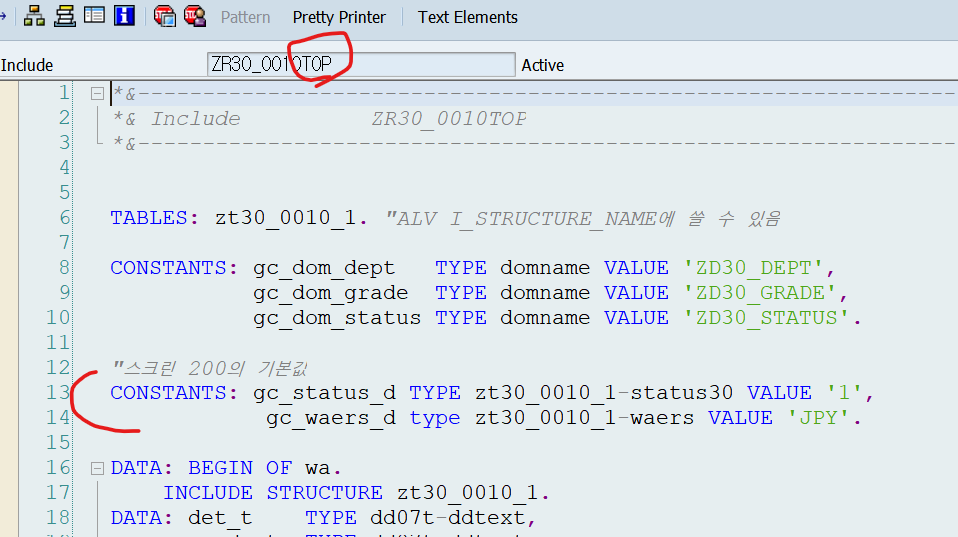 Pattern Pretty Printer Text Elements
Include ZR30_0010TOP Active
1 *&---------------------------------------------------------------
2 *& Include ZR30_0010TOP
3 *&---------------------------------------------------------------
4
5
6 TABLES: zt30_0010_1. "ALV I_STRUCTURE_NAME에 쓸 수 있음
7
8 CONSTANTS: gc_dom_dept TYPE domname VALUE 'ZD30_DEPT',
9 gc_dom_grade TYPE domname VALUE 'ZD30_GRADE',
10 gc_dom_status TYPE domname VALUE 'ZD30_STATUS'.
11
12 "스크린 200의 기본값
13 CONSTANTS: gc_status_d TYPE zt30_0010_1-status30 VALUE '1',
14 gc_waers_d type zt30_0010_1-waers VALUE 'JPY'.
15
16 DATA: BEGIN OF wa.
17 INCLUDE STRUCTURE zt30_0010_1.
18 DATA: det_t TYPE dd07t-ddtext,